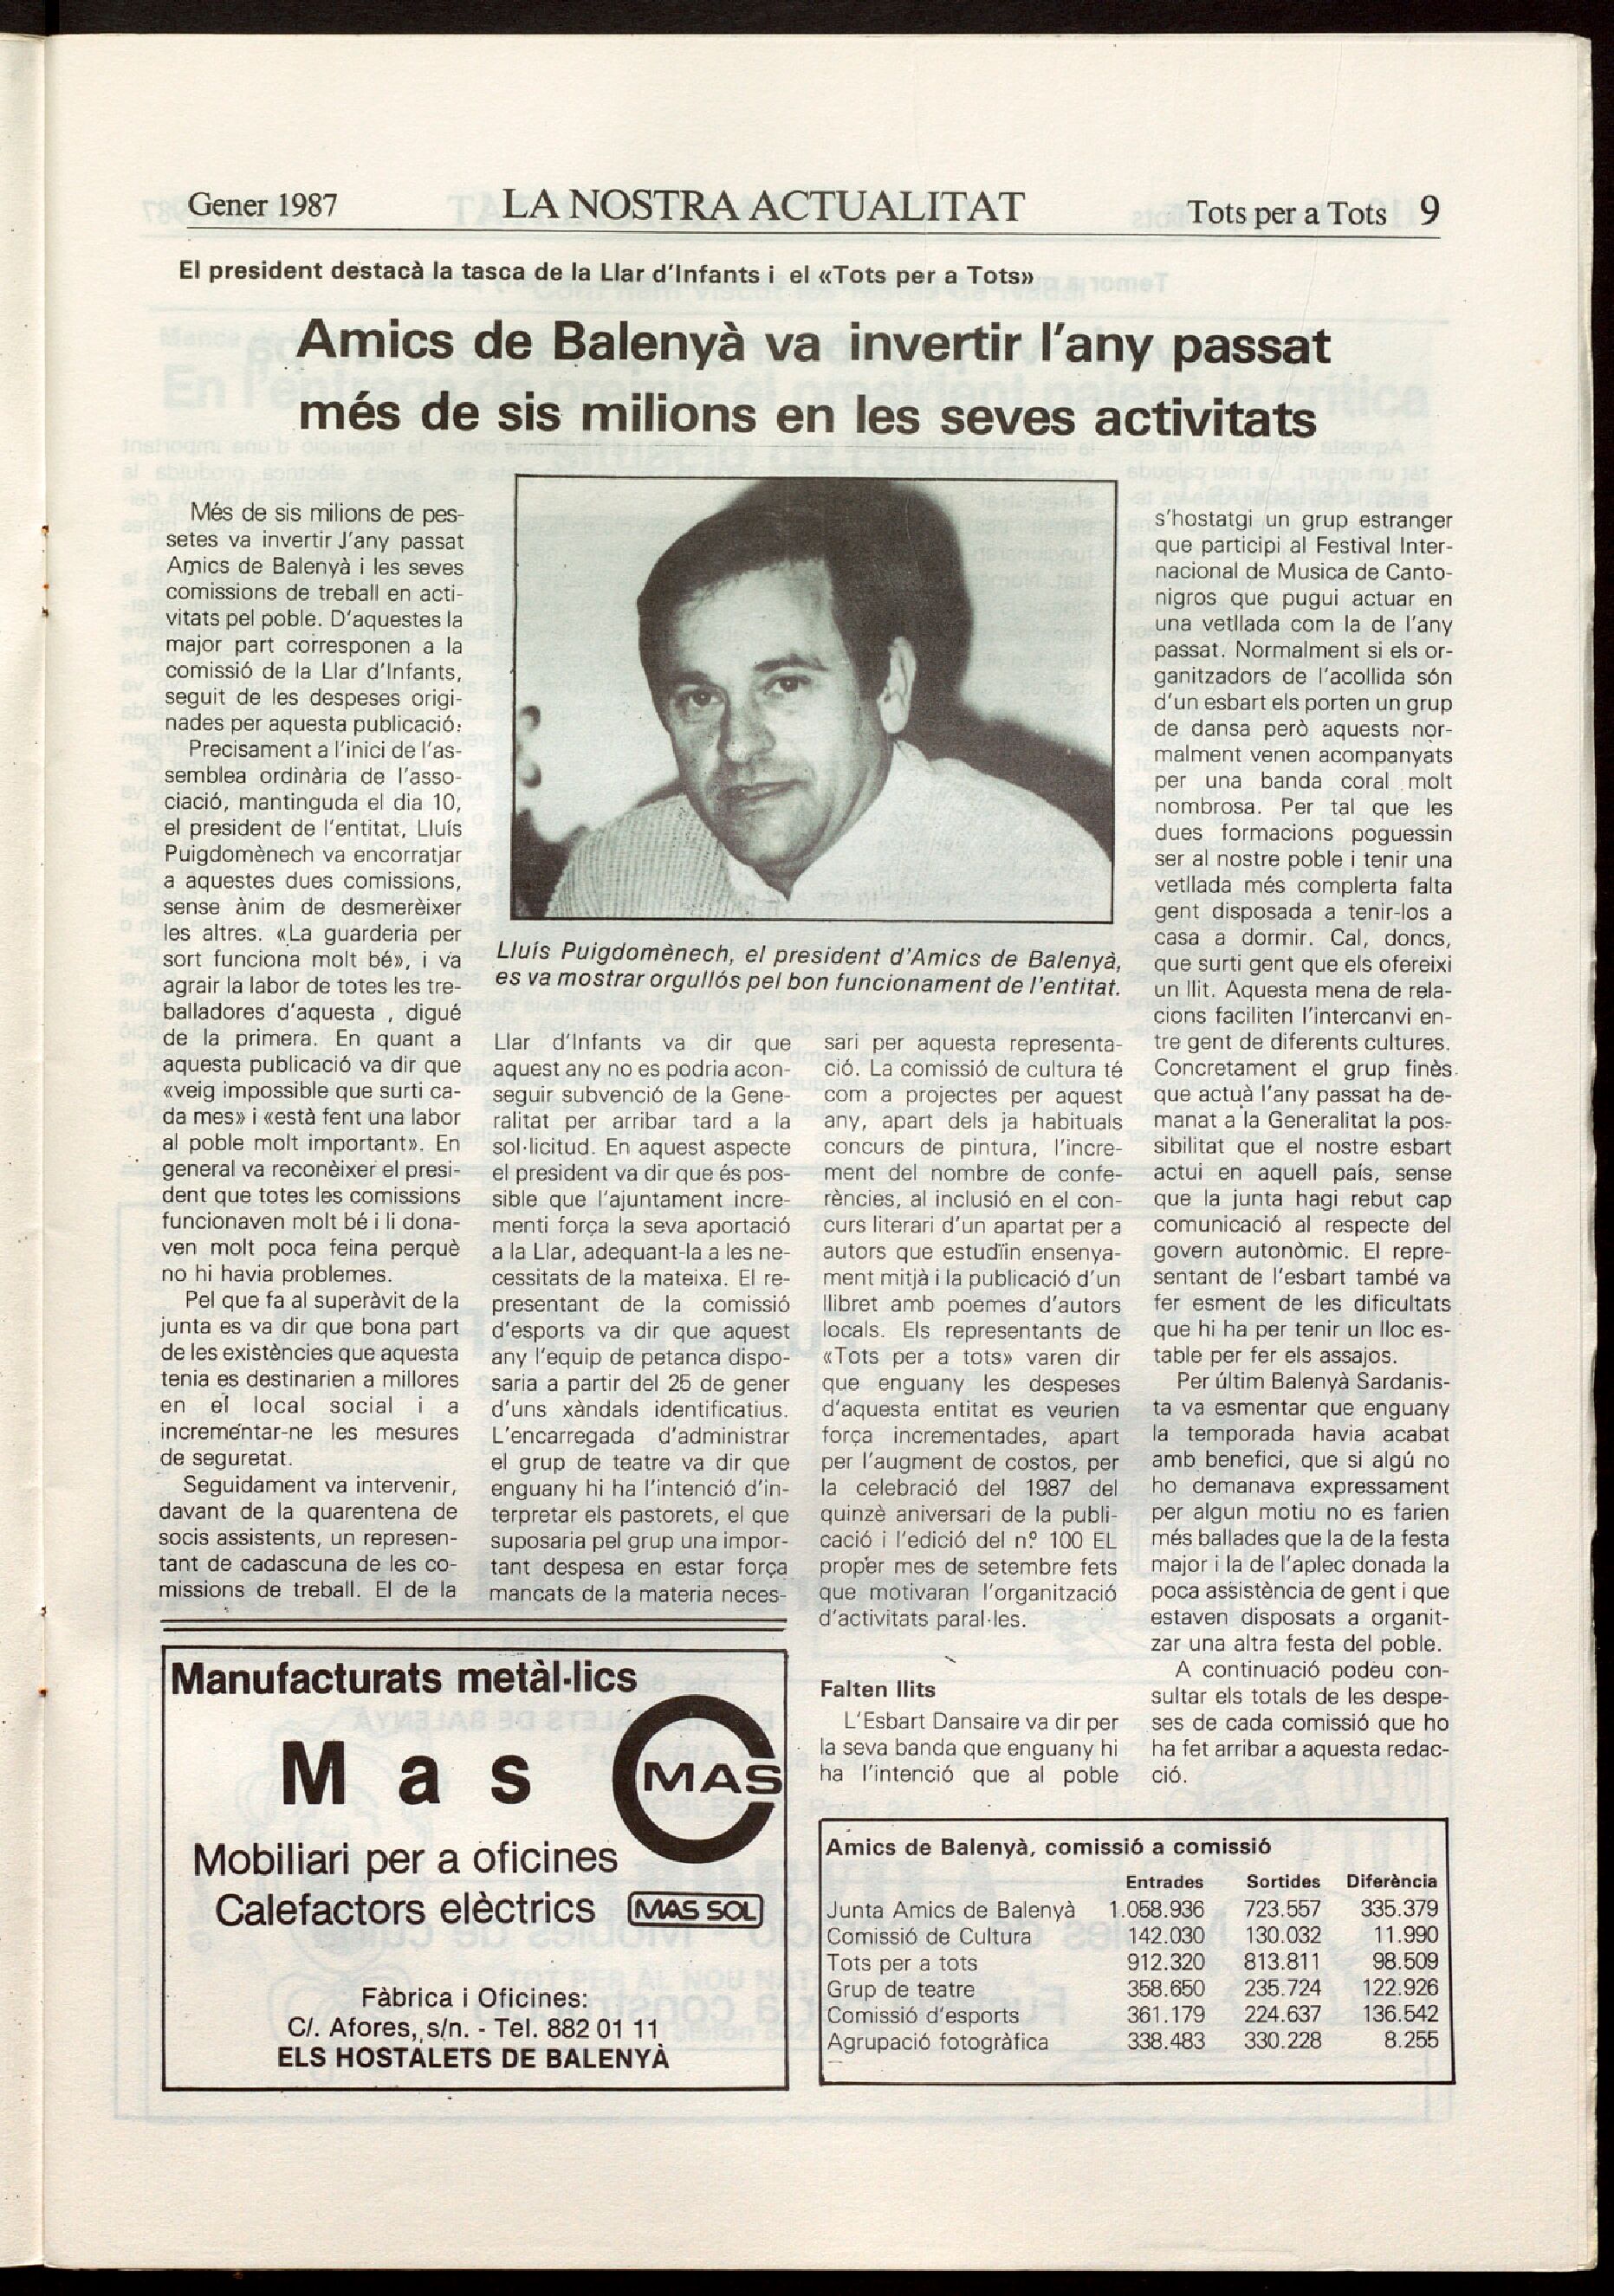 Gener 1987 LA NOSTRA ACTUALITAT Tots per a Tots 9
El president destacà la tasca de la Llar d'Infants i el «Tots per a Tots»
Amics de Balenyà va invertir l'any passat
més de sis milions en les seves activitats
Més de sis milions de pes-
setes va invertir J'any passat
Amics de Balenyà i les seves
comissions de treball en acti-
vitats pel poble. D'aquestes la
major part corresponen a la
comissió de la Llar d'Infants,
seguit de les despeses origi-
nades per aquesta publicació:
Precisament a l'inici de l'as-
semblea ordinària de l'asso-
ciació, mantinguda el dia 10,
el president de l'entitat, Lluís
Puigdomènech va encorratjar
a aquestes dues comissions,
sense ànim de desmerèixer
les altres. «La guarderia per
sort funciona molt bé», i va
agrair la labor de totes les tre-
balladores d'aquesta , digué
de la primera. En quant a
aquesta publicació va dir que
«veig impossible que surti ca-
da mes» i «està fent una labor
al poble molt important». En
general va reconèixer el presi-
dent que totes les comissions
funcionaven molt bé i li dona-
ven molt poca feina perquè
no hi havia problemes.
Pel que fa al superàvit de la
junta es va dir que bona part
de les existències que aquesta
tenia es destinarien a millores
en el local social i a
incrementar-ne les mesures
de seguretat.
Seguidament va intervenir,
davant de la quarentena de
socis assistents, un represen-
tant de cadascuna de les co-
missions de treball. El de la
Lluís Puigdomènech, el president d'Amics de Balenyà,
es va mostrar orgullós pel bon funcionament de l'entitat.
Llar d'Infants va dir que
aquest any no es podria acon-
seguir subvenció de la Gene-
ralitat per arribar tard a la
sol·licitud. En aquest aspecte
el president va dir que és pos-
sible que l'ajuntament incre-
menti força la seva aportació
a la Llar, adequant-la a les ne-
cessitats de la mateixa. El re-
presentant de la comissió
d'esports va dir que aquest
any l'equip de petanca dispo-
saria a partir del 25 de gener
d'uns xàndals identificatius.
L'encarregada d'administrar
el grup de teatre va dir que
enguany hi ha l'intenció d'in-
terpretar els pastorets, el que
suposaria pel grup una impor-
tant despesa en estar força
mancats de la materia neces-
sari per aquesta representa-
ció. La comissió de cultura té
com a projectes per aquest
any, apart dels ja habituals
concurs de pintura, l'incre-
ment del nombre de confe-
rències, al inclusió en el con-
curs literari d'un apartat per a
autors que estudïin ensenya-
ment mitjà i la publicació d'un
llibret amb poemes d'autors
locals. Els representants de
«Tots per a tots» varen dir
que enguany les despeses
d'aquesta entitat es veurien
força incrementades, apart
per l'augment de costos, per
la celebració del 1987 del
quinzè aniversari de la publi-
cació i l'edició del n.º 100 EL
proper mes de setembre fets
que motivaran l'organització
d'activitats paral·les.
Falten llits
L'Esbart Dansaire va dir per
la seva banda que enguany hi
ha l'intenció que al poble
s'hostatgi un grup estranger
que participi al Festival Inter-
nacional de Musica de Canto-
nigros que pugui actuar en
una vetllada com la de l'any
passat. Normalment si els or-
ganitzadors de l'acollida són
d'un esbart els porten un grup
de dansa però aquests nor-
malment venen acompanyats
per una banda coral molt
nombrosa. Per tal que les
dues formacions poguessin
ser al nostre poble i tenir una
vetllada més complerta falta
gent disposada a tenir-los a
casa a dormir. Cal, doncs,
que surti gent que els ofereixi
un llit. Aquesta mena de rela-
cions faciliten l'intercanvi en-
tre gent de diferents cultures.
Concretament el grup finès
que actuà l'any passat ha de-
manat a la Generalitat la pos-
sibilitat que el nostre esbart
actui en aquell país, sense
que la junta hagi rebut cap
comunicació al respecte del
govern autonòmic. El repre-
sentant de l'esbart també va
fer esment de les dificultats
que hi ha per tenir un lloc es-
table per fer els assajos.
Per últim Balenyà Sardanis-
ta va esmentar que enguany
la temporada havia acabat
amb benefici, que si algú no
ho demanava expressament
per algun motiu no es farien
més ballades que la de la festa
major i la de l'aplec donada la
poca assistència de gent i que
estaven disposats a organit-
zar una altra festa del poble.
A continuació podeu con-
sultar els totals de les despe-
ses de cada comissió que ho
ha fet arribar a aquesta redac-
ció.
Manufacturats metàl·lics
Mas MAS
Mobiliari per a oficines
Calefactors elèctrics MAS SOL
Fàbrica i Oficines:
C/. Afores, s/n. - Tel. 882 01 11
ELS HOSTALETS DE BALENYÀ
Amics de Balenyà, comissió a comissió
Entrades Sortides Diferència
Junta Amics de Balenyà 1.058.936 723.557 335.379
Comissió de Cultura 142.030 130.032 11.990
Tots per a tots 912.320 813.811 98.509
Grup de teatre 358.650 235.724 122.926
Comissió d'esports 361.179 224.637 136.542
Agrupació fotogràfica 338.483 330.228 8.255